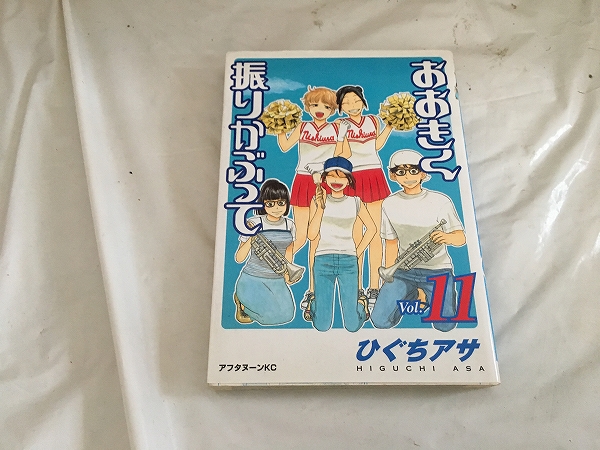 おおきく
振りかぶって
Nishiura
Nishiura
Vol.11
ひぐちアサ
HIGUCHI ASA
アフタヌーンKC